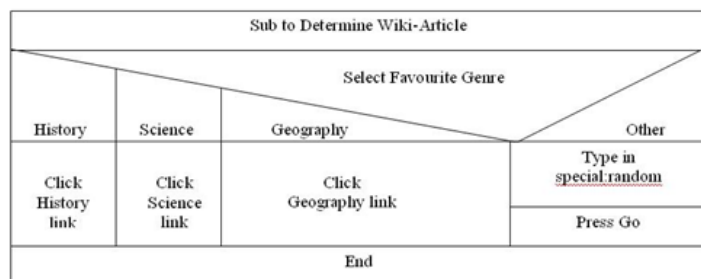 Sub to Determine Wiki-Article
Select Favourite Genre
History
Science
Geography
Other
Click
History
link
Click
Science
link
Click
Geography link
Type in
special:random
Press Go
End